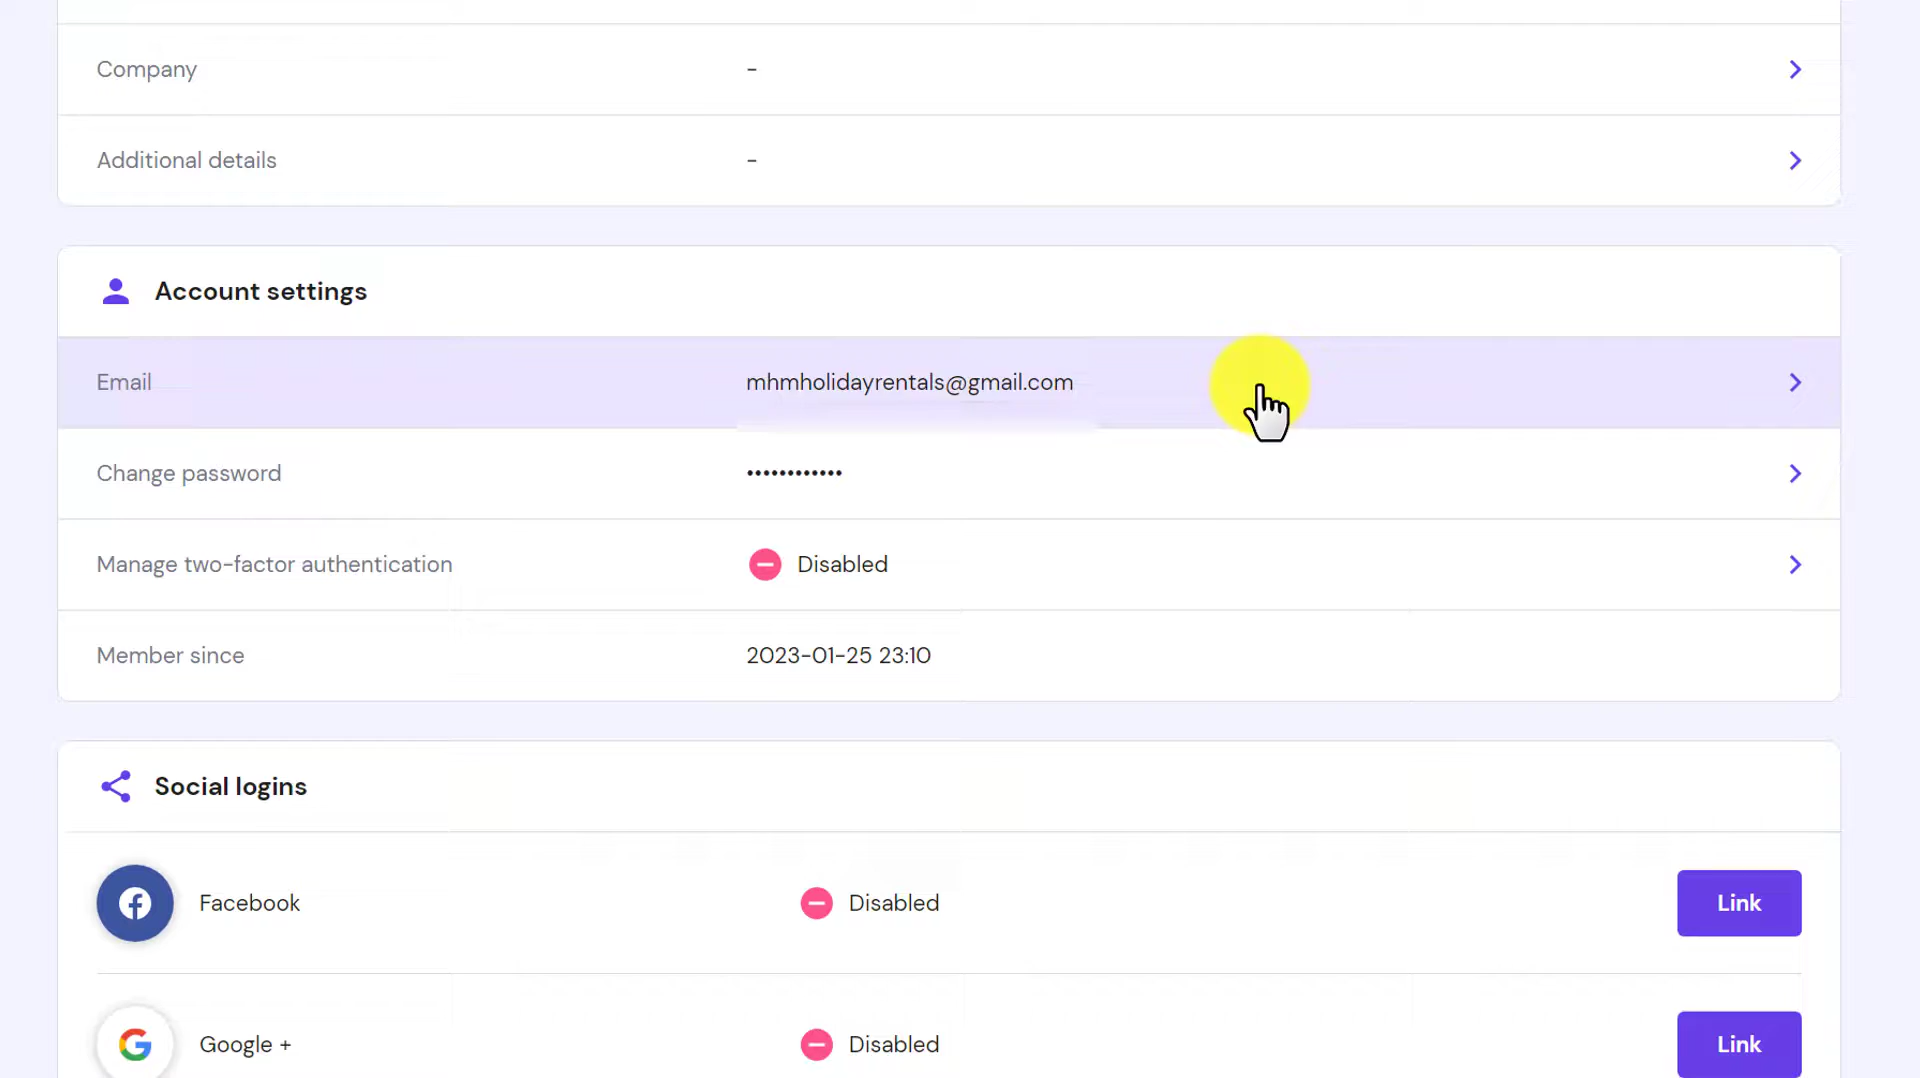 Company -
Additional details -
Account settings
Email mhmholidayrentals@gmail.com
Change password ••••••••••••
Manage two-factor authentication Disabled
Member since 2023-01-25 23:10
Social logins
Facebook Disabled Link
Google + Disabled Link